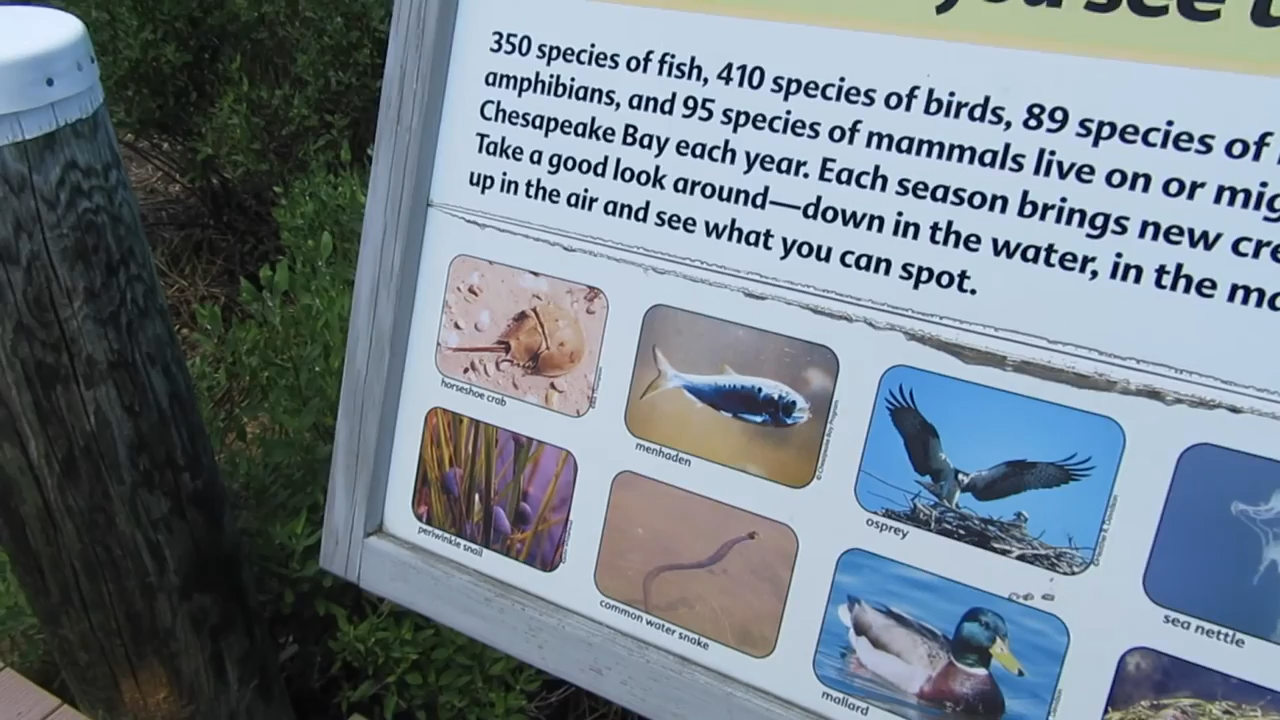 you see
350 species of fish, 410 species of birds, 89 species of
amphibians, and 95 species of mammals live on or mig
Chesapeake Bay each year. Each season brings new cre
Take a good look around—down in the water, in the ma
up in the air and see what you can spot.
horseshoe crab
menhaden
osprey
sea nettle
periwinkle snail
common water snake
mallard